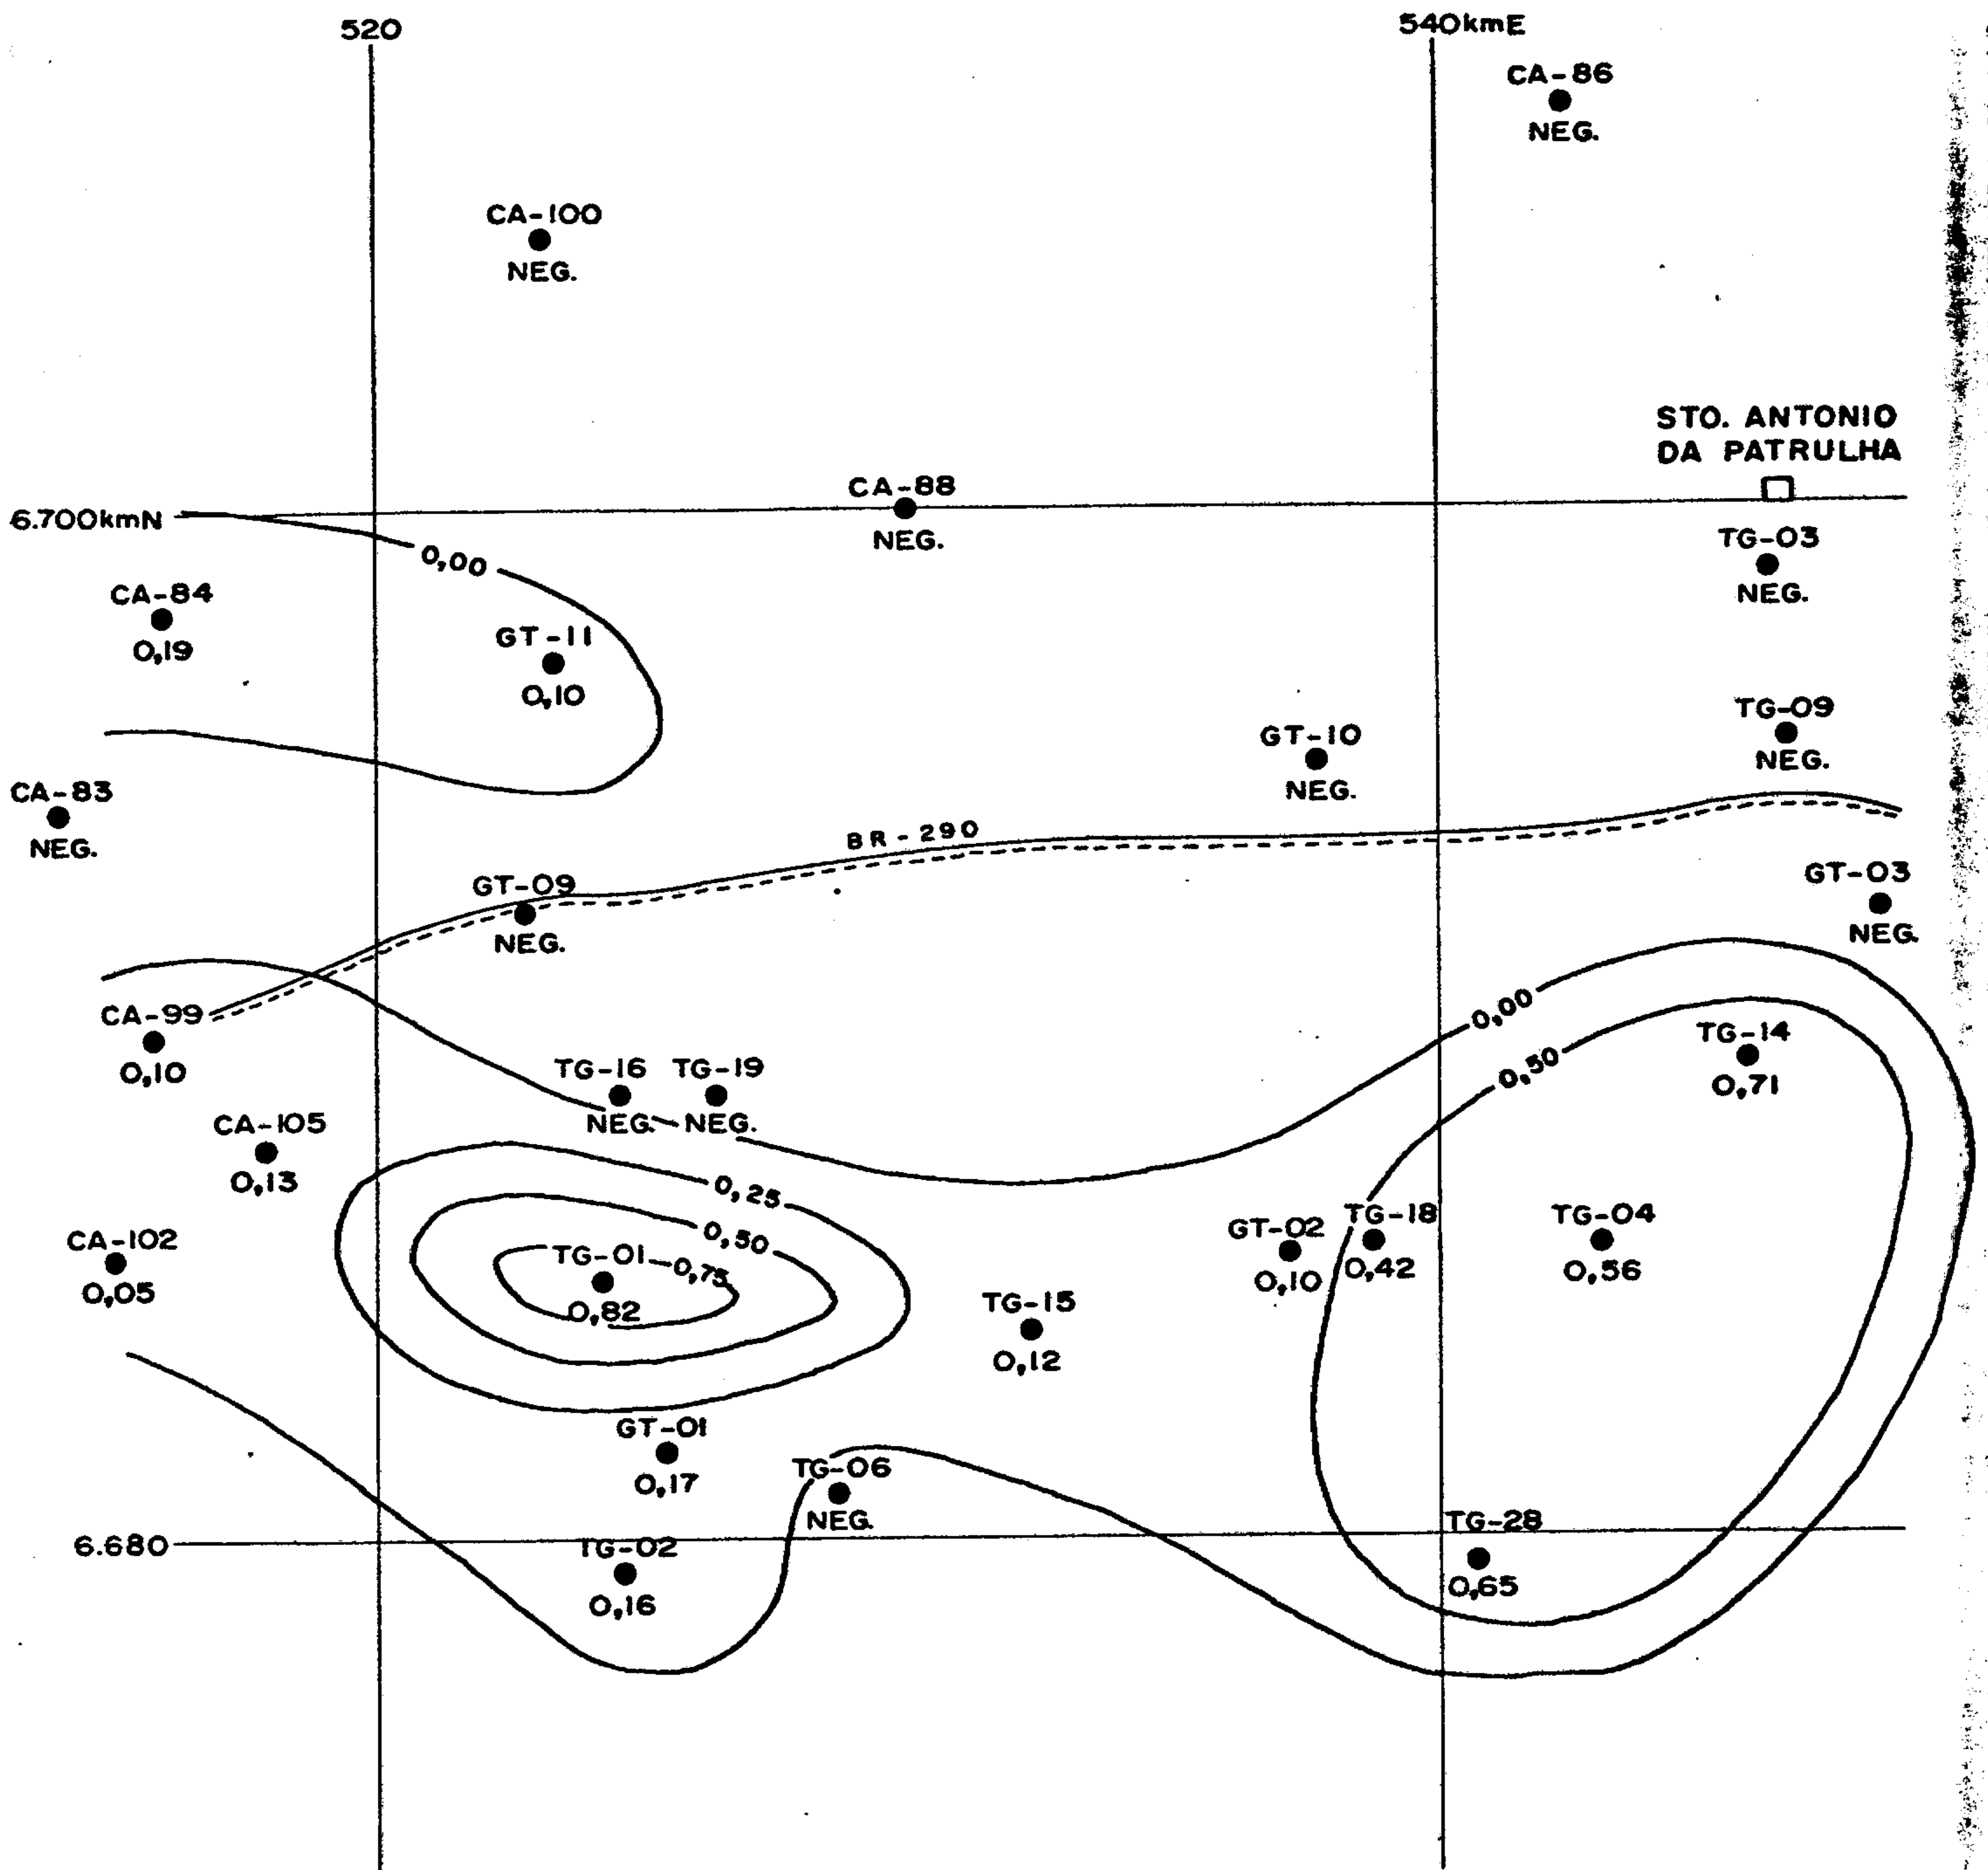 520
540kmE
CA-86
NEG.
CA-100
NEG.
STO. ANTONIO
DA PATRULHA
6.700kmN
CA-88
NEG.
TG-03
NEG.
0,00
CA-84
0,19
GT-11
0,10
TG-09
NEG.
GT-10
NEG.
CA-83
NEG.
BR-290
GT-09
NEG.
GT-03
NEG.
CA-99
0,10
0,00
0,50
TG-14
0,71
TG-16
NEG.
TG-19
NEG.
CA-105
0,13
0,25
0,50
0,75
CA-102
0,05
TG-01
0,82
GT-02
0,10
TG-18
0,42
TG-04
0,56
TG-15
0,12
GT-01
0,17
TG-06
NEG.
6.680
TG-02
0,16
TG-28
0,65